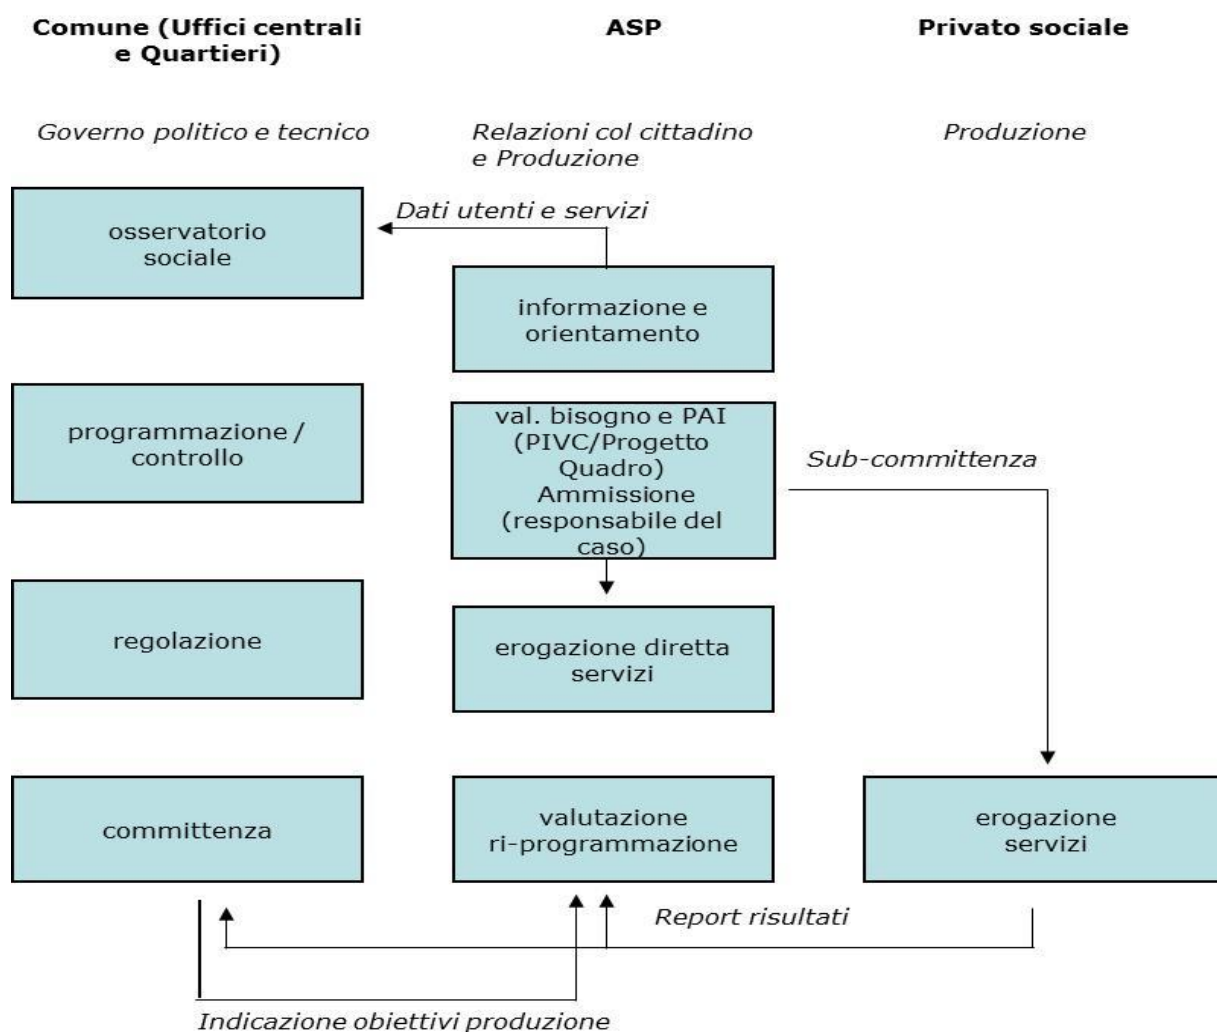 Comune (Uffici centrali
e Quartieri)
ASP
Privato sociale
Governo politico e tecnico
Relazioni col cittadino
e Produzione
Produzione
Dati utenti e servizi
osservatorio
sociale
informazione e
orientamento
programmazione /
controllo
val. bisogno e PAI
(PIVC/Progetto
Quadro)
Ammissione
(responsabile del
caso)
Sub-committenza
regolazione
erogazione diretta
servizi
committenza
valutazione
ri-programmazione
erogazione
servizi
Report risultati
Indicazione obiettivi produzione